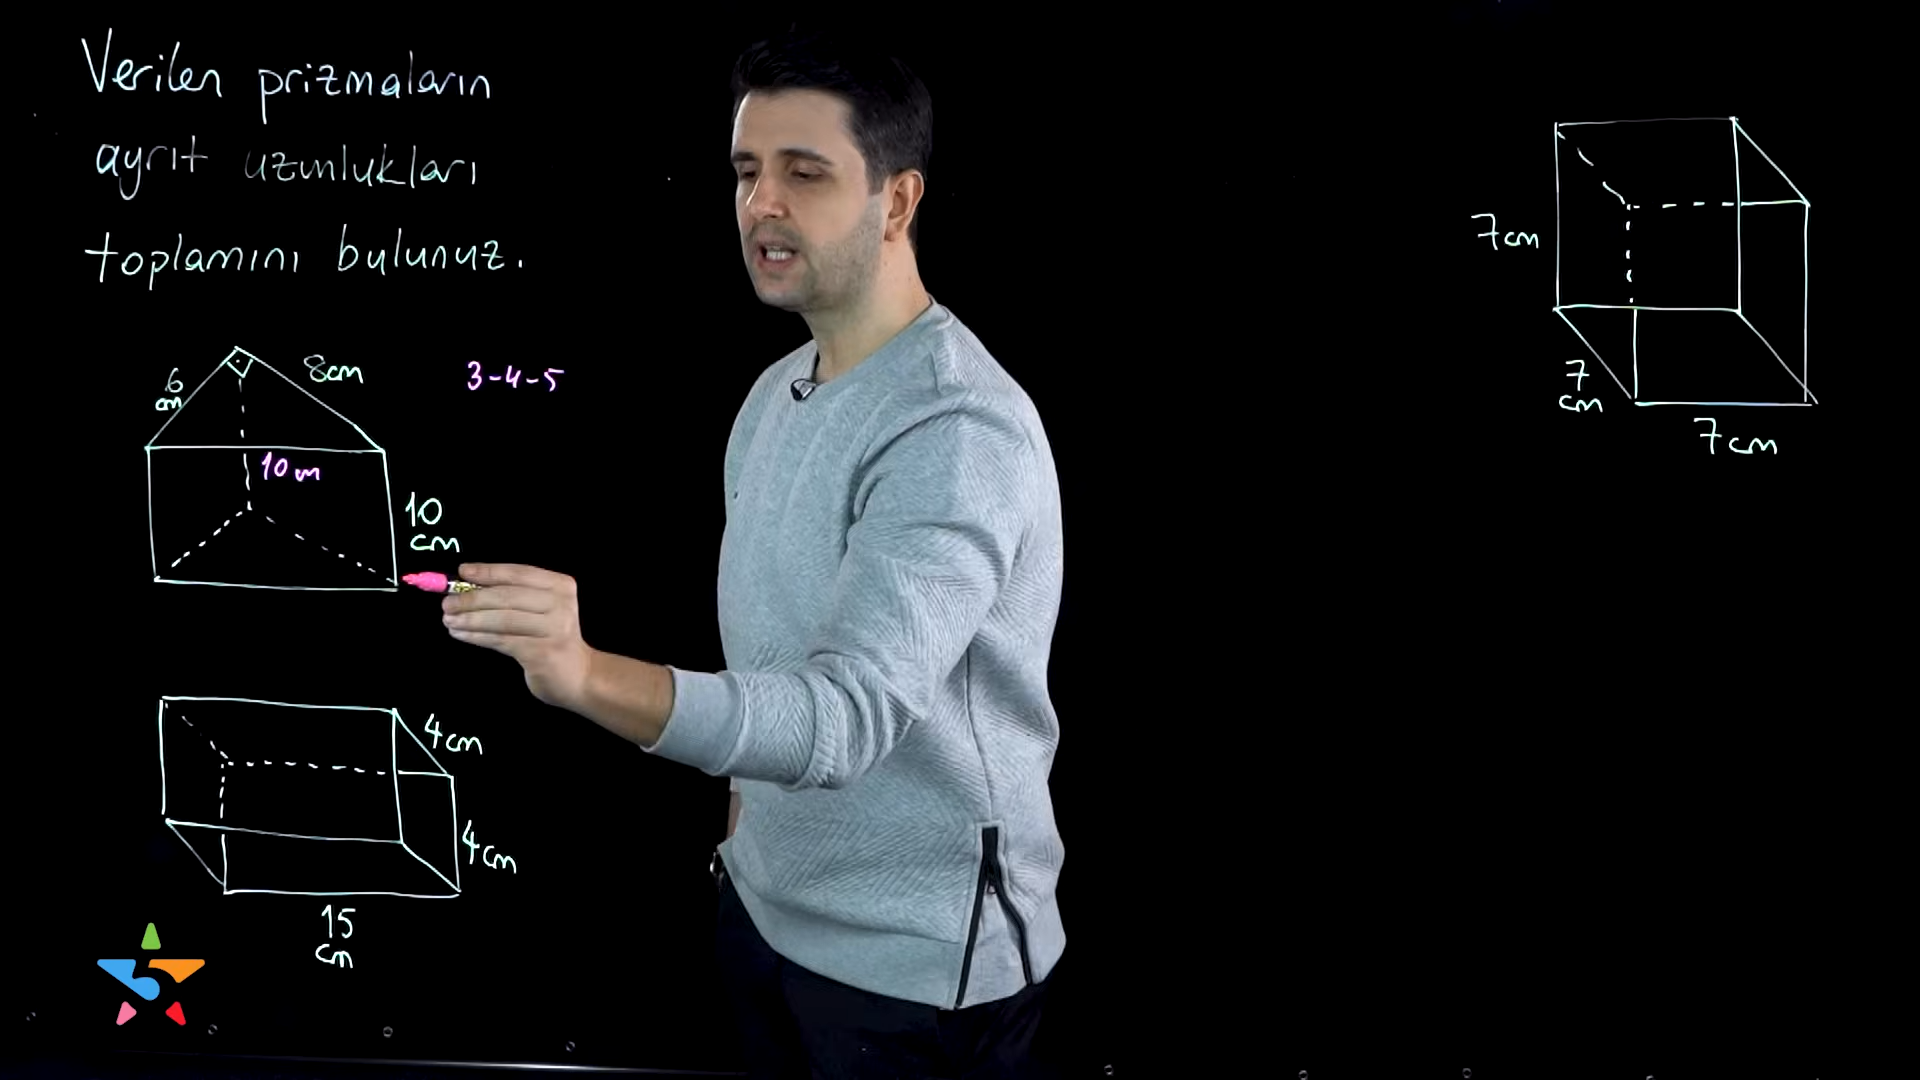 Verilen prizmaların
ayrıt uzunlukları
toplamını bulunuz.
6
cm
8cm
3-4-5
10 cm
10
cm
4cm
4cm
15
cm
5
7cm
7
cm
7cm